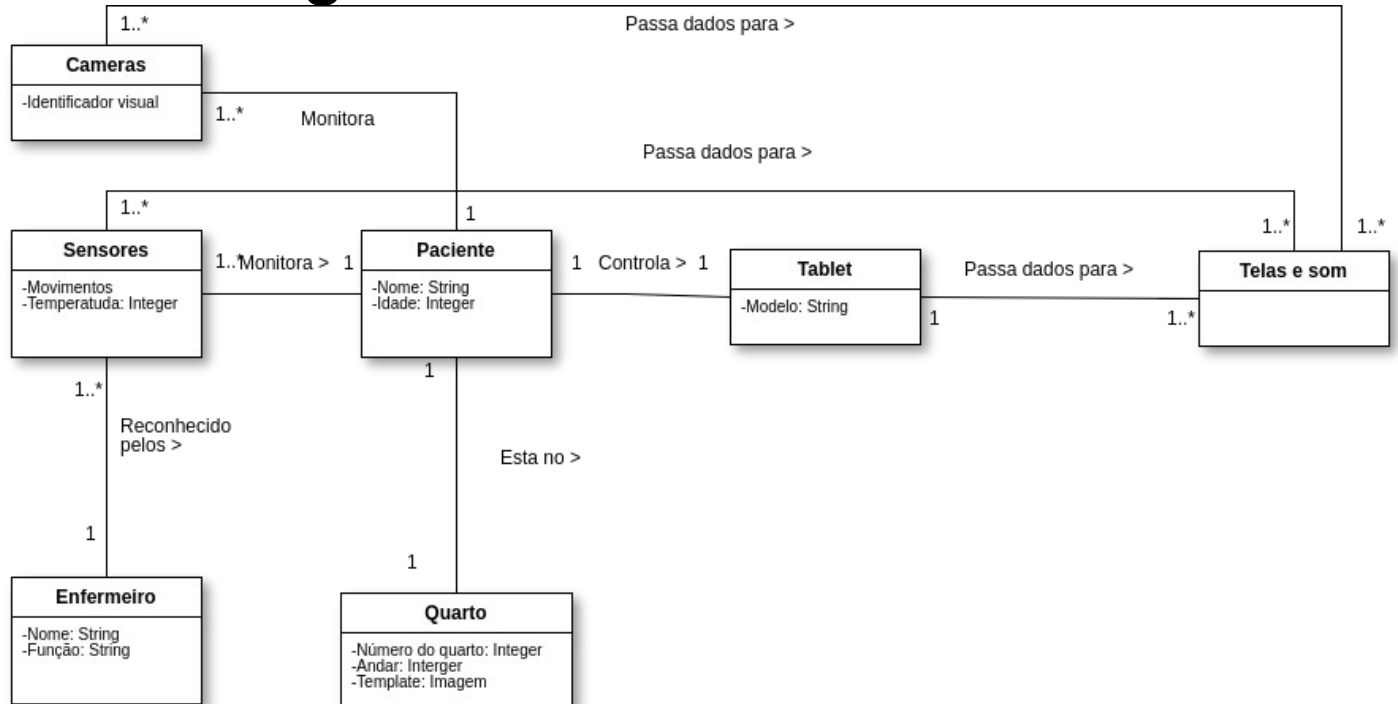 1..*
Passa dados para >
Cameras
-Identificador visual
1..*
Monitora
Passa dados para >
1..*
1
1..*
1..*
Sensores
-Movimentos
-Temperatuda: Integer
1..*
Monitora >
1
Paciente
-Nome: String
-Idade: Integer
1
Controla >
1
Tablet
-Modelo: String
Passa dados para >
1
1..*
Telas e som
1..*
Reconhecido
pelos >
1
1
Esta no >
1
Enfermeiro
-Nome: String
-Função: String
Quarto
-Número do quarto: Integer
-Andar: Interger
-Template: Imagem